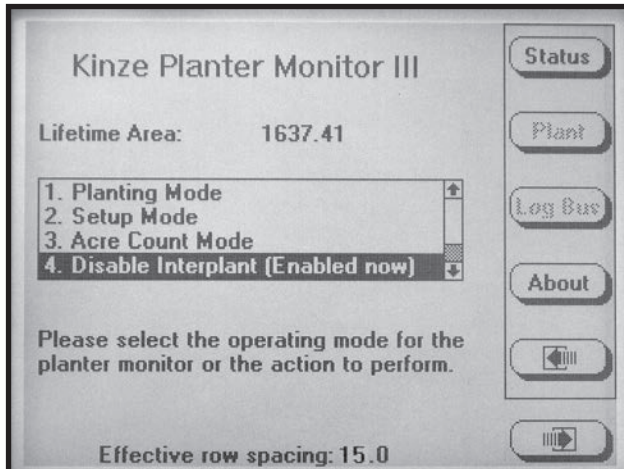 Kinze Planter Monitor III
Lifetime Area: 1637.41
1. Planting Mode
2. Setup Mode
3. Acre Count Mode
4. Disable Interplant (Enabled now)
Please select the operating mode for the
planter monitor or the action to perform.
Effective row spacing: 15.0
Status
Plant
Log Bus
About